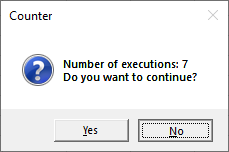 Counter
Number of executions: 7
Do you want to continue?
Yes
No